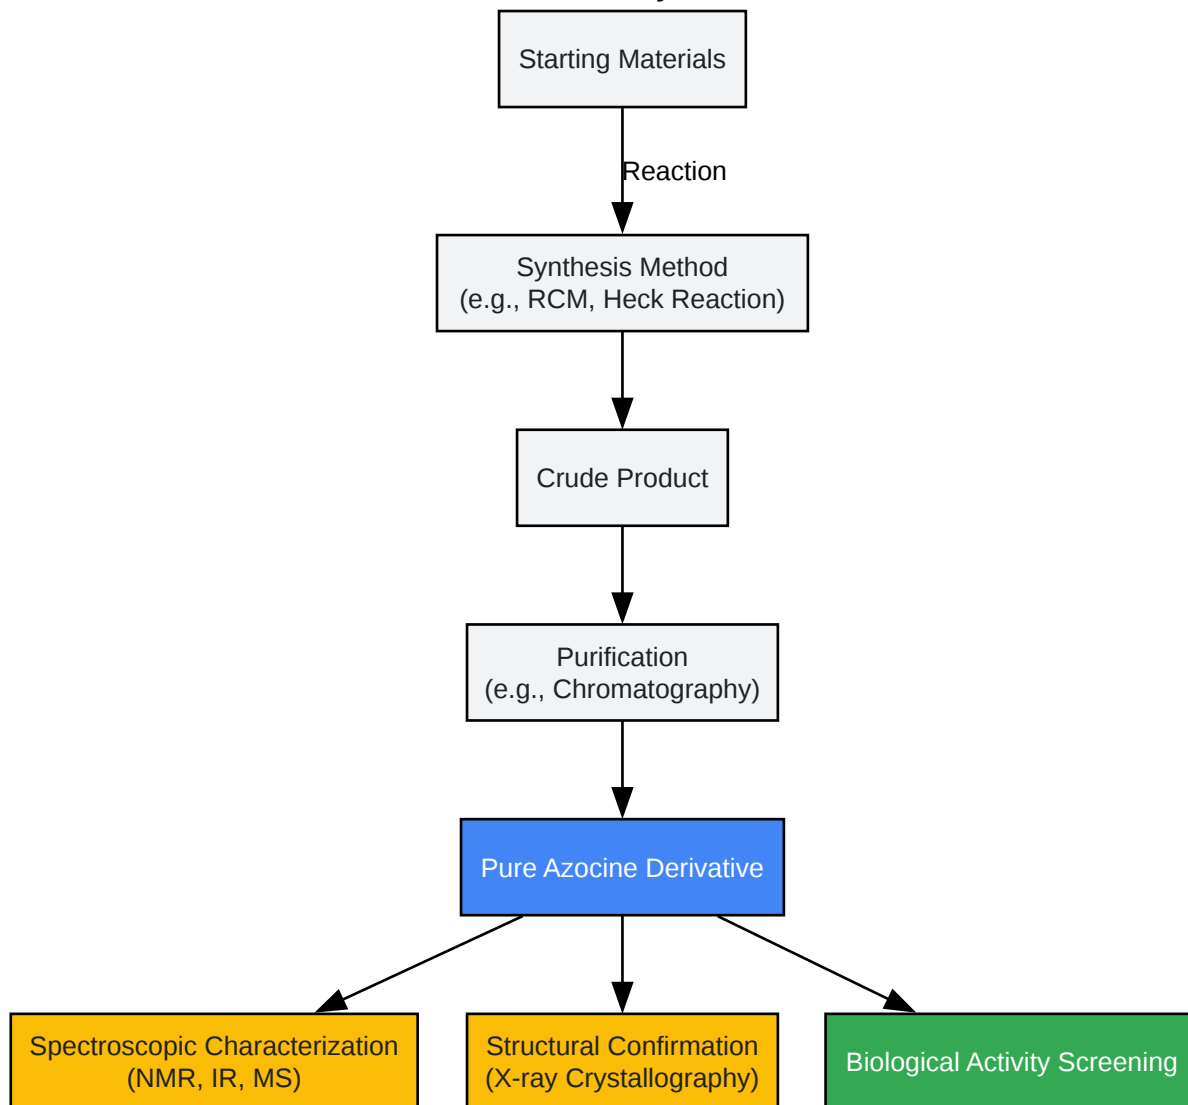 Starting Materials
Reaction
Synthesis Method
(e.g., RCM, Heck Reaction)
Crude Product
Purification
(e.g., Chromatography)
Pure Azocine Derivative
Spectroscopic Characterization
(NMR, IR, MS)
Structural Confirmation
(X-ray Crystallography)
Biological Activity Screening